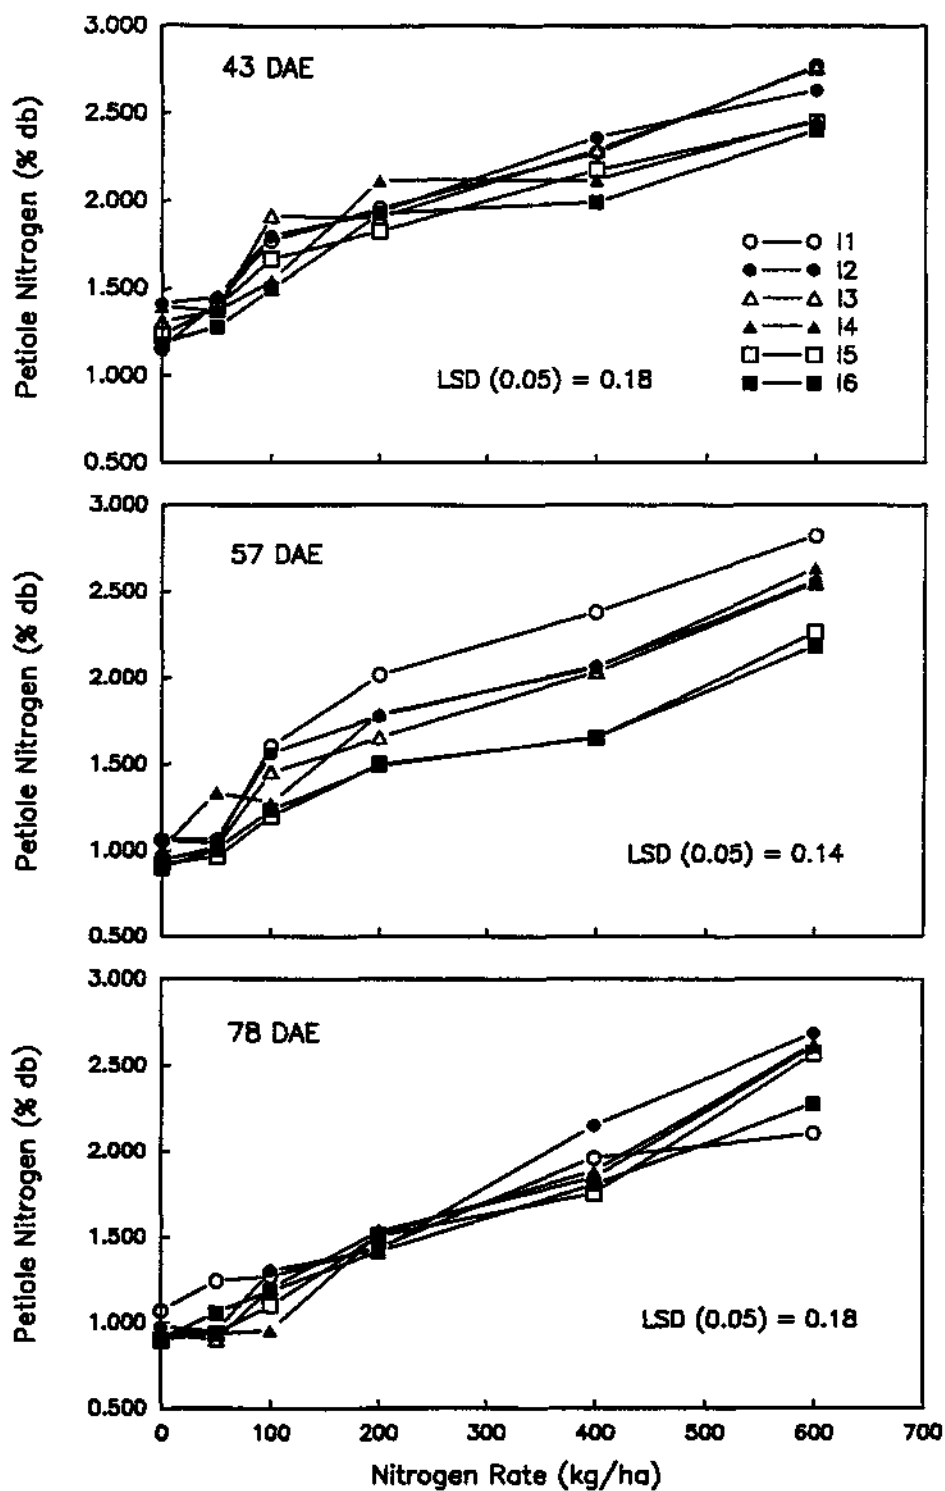 3.000
43 DAE
2.500
2.000
I1
I2
1.500
I3
I4
I5
1.000
LSD (0.05) = 0.18
I6
0.500
Petiole Nitrogen (% db)
3.000
57 DAE
2.500
2.000
1.500
1.000
LSD (0.05) = 0.14
0.500
Petiole Nitrogen (% db)
3.000
78 DAE
2.500
2.000
1.500
1.000
LSD (0.05) = 0.18
0.500
Petiole Nitrogen (% db)
0 100 200 300 400 500 600 700
Nitrogen Rate (kg/ha)